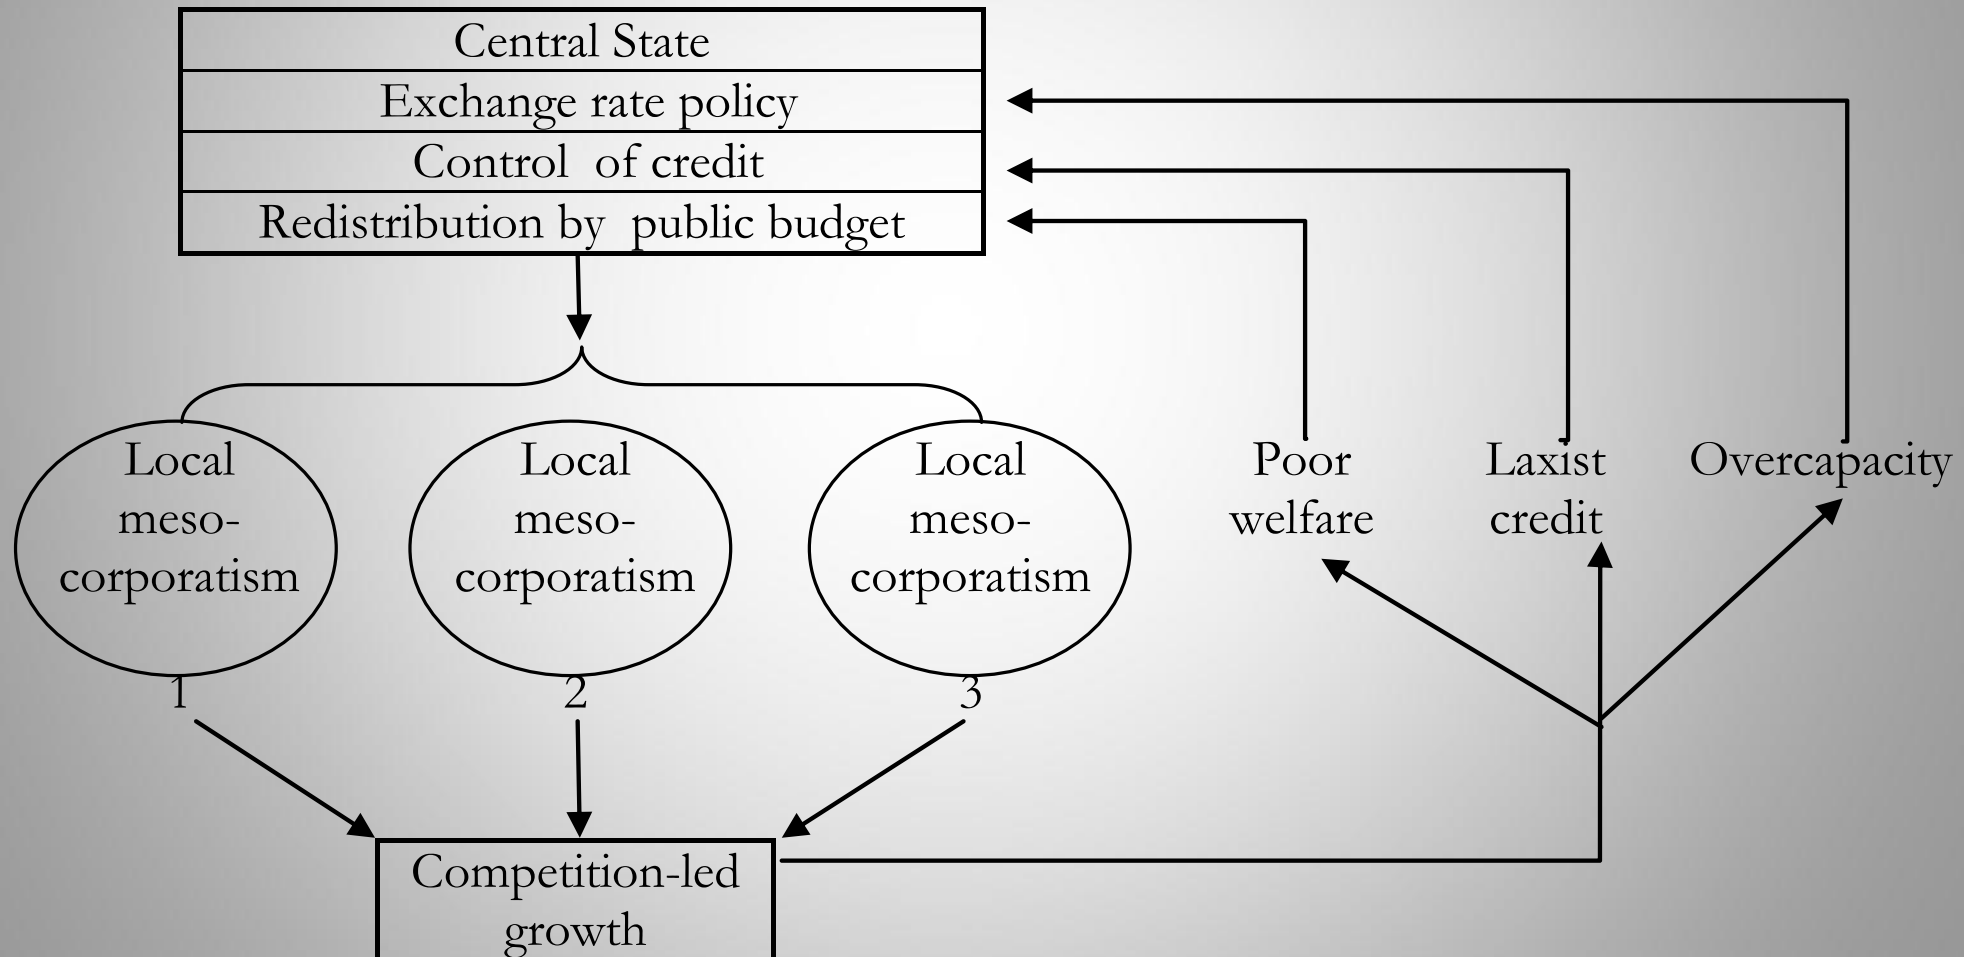 Central State
Exchange rate policy
Control  of credit
Redistribution by  public budget
Local
meso-
corporatism
1
Local
meso-
corporatism
2
Local
meso-
corporatism
3
Poor
welfare
Laxist
credit
Overcapacity
Competition-led
growth